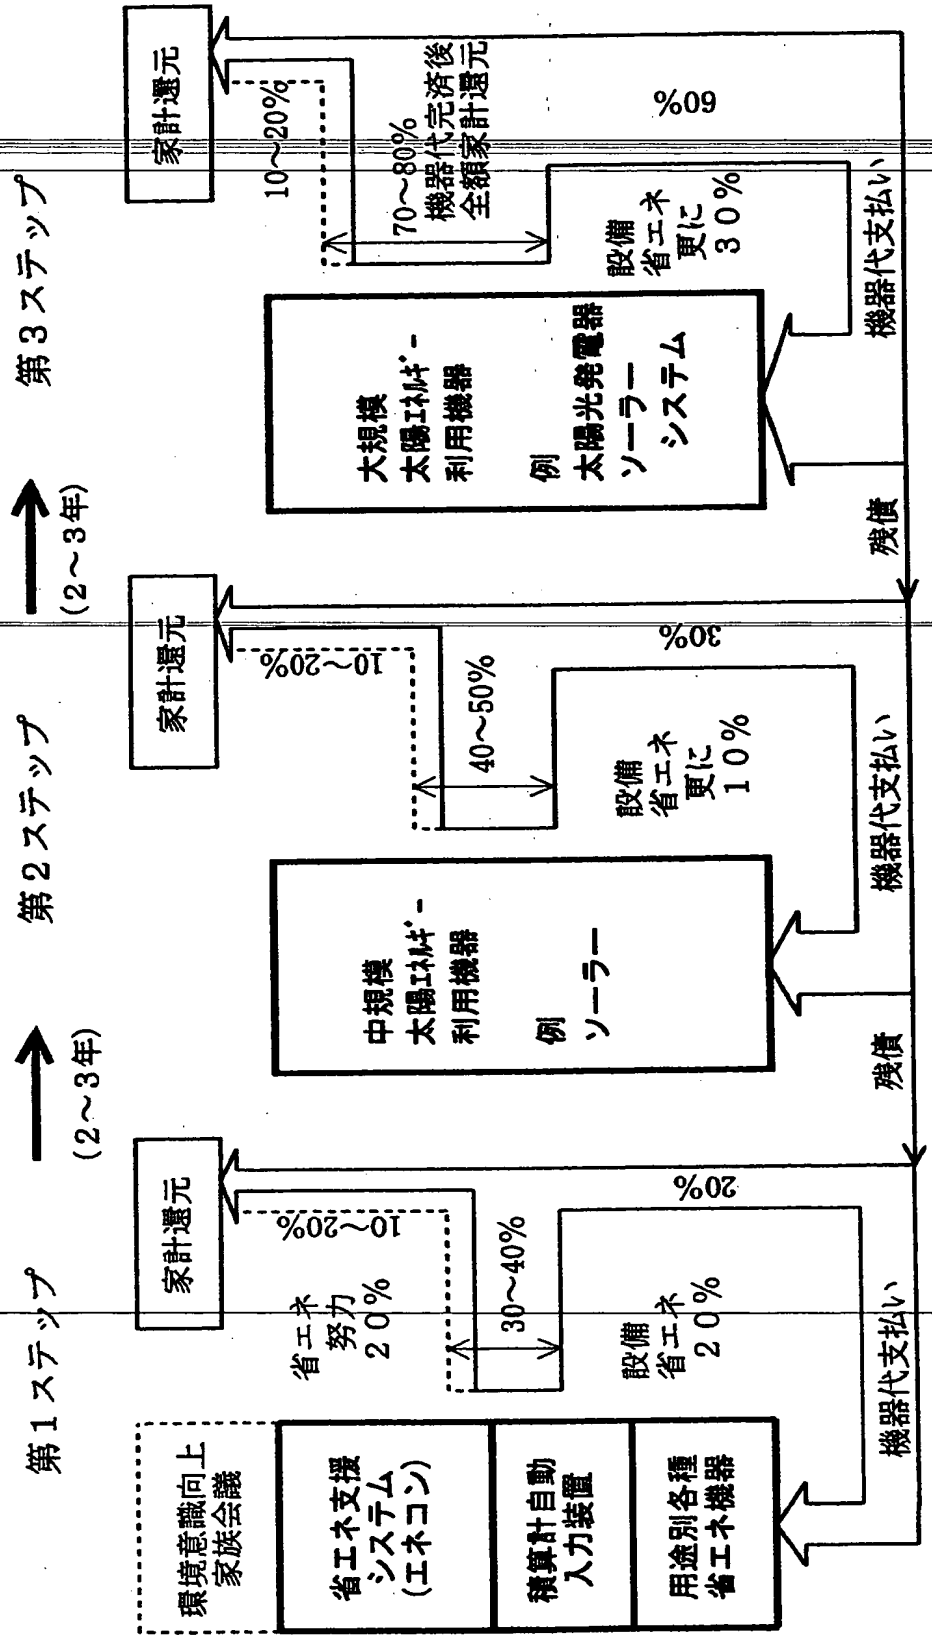 第1ステップ
(2～3年)
第2ステップ
(2～3年)
第3ステップ
環境意識向上
家族会議
省エネ支援
システム
(エネコン)
積算計自動
入力装置
用途別各種
省エネ機器
家計還元
省エネ
努力
20%
10～20%
30～40%
設備
省エネ
20%
20%
機器代支払い
残債
中規模
太陽エネルギー
利用機器
例
ソーラー
家計還元
10～20%
40～50%
設備
省エネ
更に
10%
30%
機器代支払い
残債
大規模
太陽エネルギー
利用機器
例
太陽光発電器
ソーラー
システム
家計還元
10～20%
70～80%
機器代完済後
全額家計還元
設備
省エネ
更に
30%
60%
機器代支払い